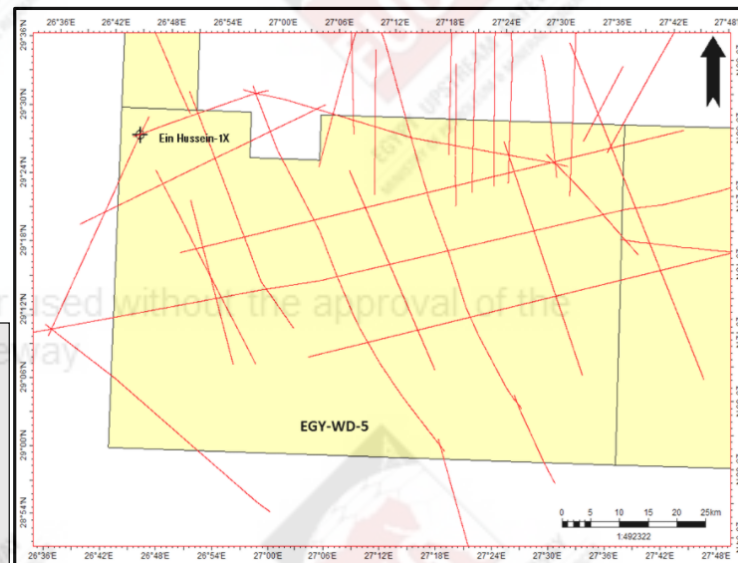 26°36'E 26°42'E 26°48'E 26°54'E 27°00'E 27°06'E 27°12'E 27°18'E 27°24'E 27°30'E 27°36'E 27°42'E 27°48'E
29°36'N
29°30'N
Ein Hussein-1X
29°24'N
29°18'N
used without the approval of the
29°12'N
eway
29°06'N
EGY-WD-5
29°00'N
28°54'N
0 5 10 15 20 25km
1:492322
26°36'E 26°42'E 26°48'E 26°54'E 27°00'E 27°06'E 27°12'E 27°18'E 27°24'E 27°30'E 27°36'E 27°42'E 27°48'E